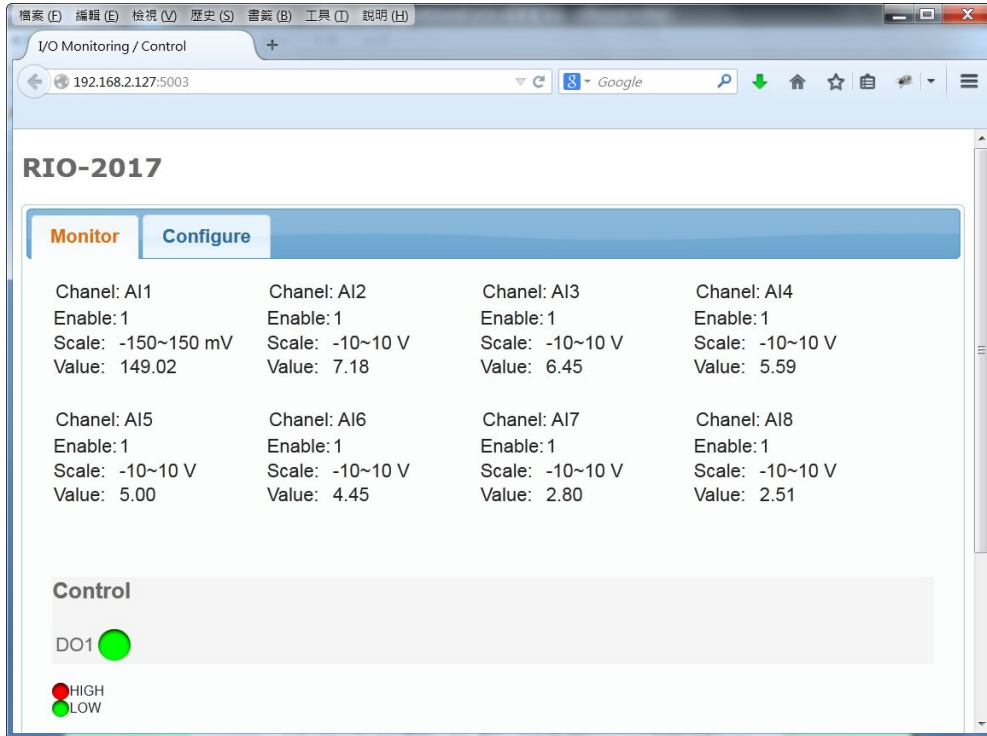 檔案(F) 編輯(E) 檢視(V) 歷史(S) 書籤(B) 工具(T) 說明(H)
I/O Monitoring / Control
192.168.2.127:5003
8 Google
RIO-2017
Monitor Configure
Chanel: AI1 Chanel: AI2 Chanel: AI3 Chanel: AI4
Enable: 1 Enable: 1 Enable: 1 Enable: 1
Scale: -150~150 mV Scale: -10~10 V Scale: -10~10 V Scale: -10~10 V
Value: 149.02 Value: 7.18 Value: 6.45 Value: 5.59
Chanel: AI5 Chanel: AI6 Chanel: AI7 Chanel: AI8
Enable: 1 Enable: 1 Enable: 1 Enable: 1
Scale: -10~10 V Scale: -10~10 V Scale: -10~10 V Scale: -10~10 V
Value: 5.00 Value: 4.45 Value: 2.80 Value: 2.51
Control
DO1
HIGH
LOW